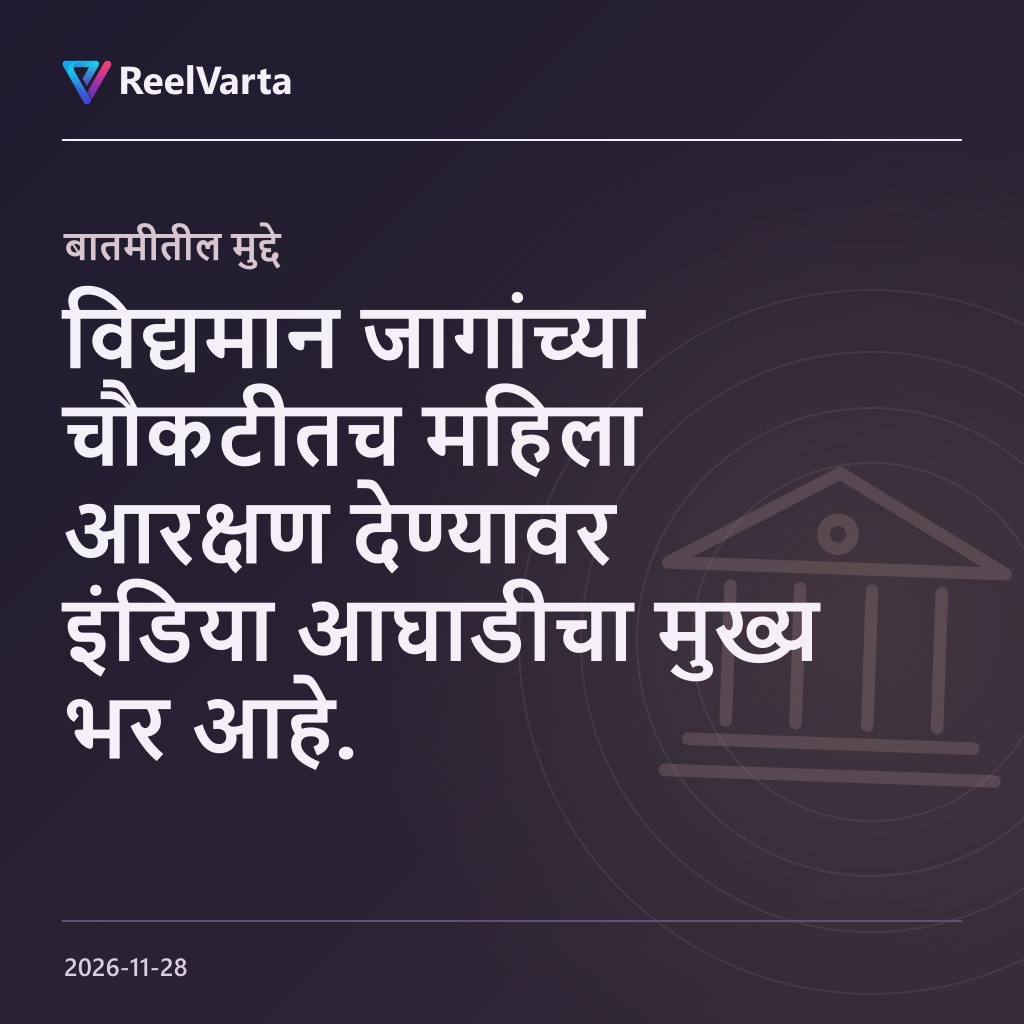 ReelVarta
बातमीतील मुद्दे
विद्यमान जागांच्या
चौकटीतच महिला
आरक्षण देण्यावर
इंडिया आघाडीचा मुख्य
भर आहे.
2026-11-28